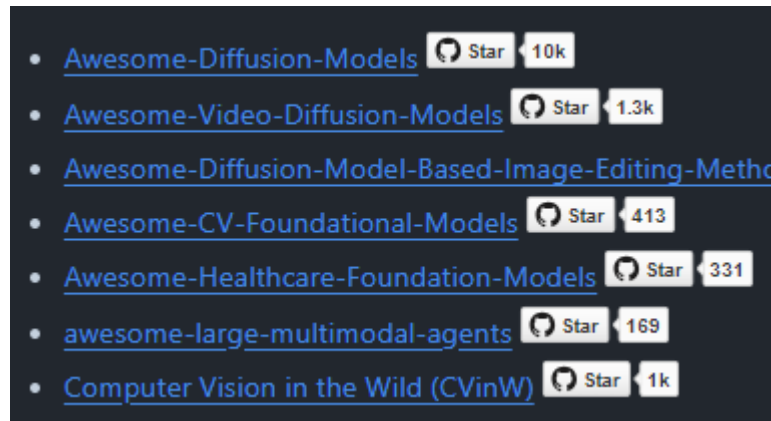 Awesome-Diffusion-Models Star 10k
Awesome-Video-Diffusion-Models Star 1.3k
Awesome-Diffusion-Model-Based-Image-Editing-Metho
Awesome-CV-Foundational-Models Star 413
Awesome-Healthcare-Foundation-Models Star 331
awesome-large-multimodal-agents Star 169
Computer Vision in the Wild (CVinW) Star 1k